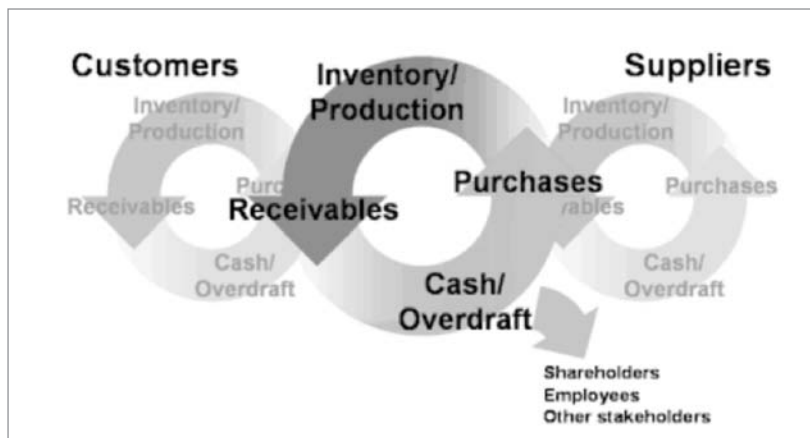 Customers
Inventory/
Production
Receivables
Cash/
Overdraft
Inventory/
Production
Receivables
Purchases
Cash/
Overdraft
Suppliers
Inventory/
Production
Purchases
Cash/
Overdraft
Shareholders
Employees
Other stakeholders